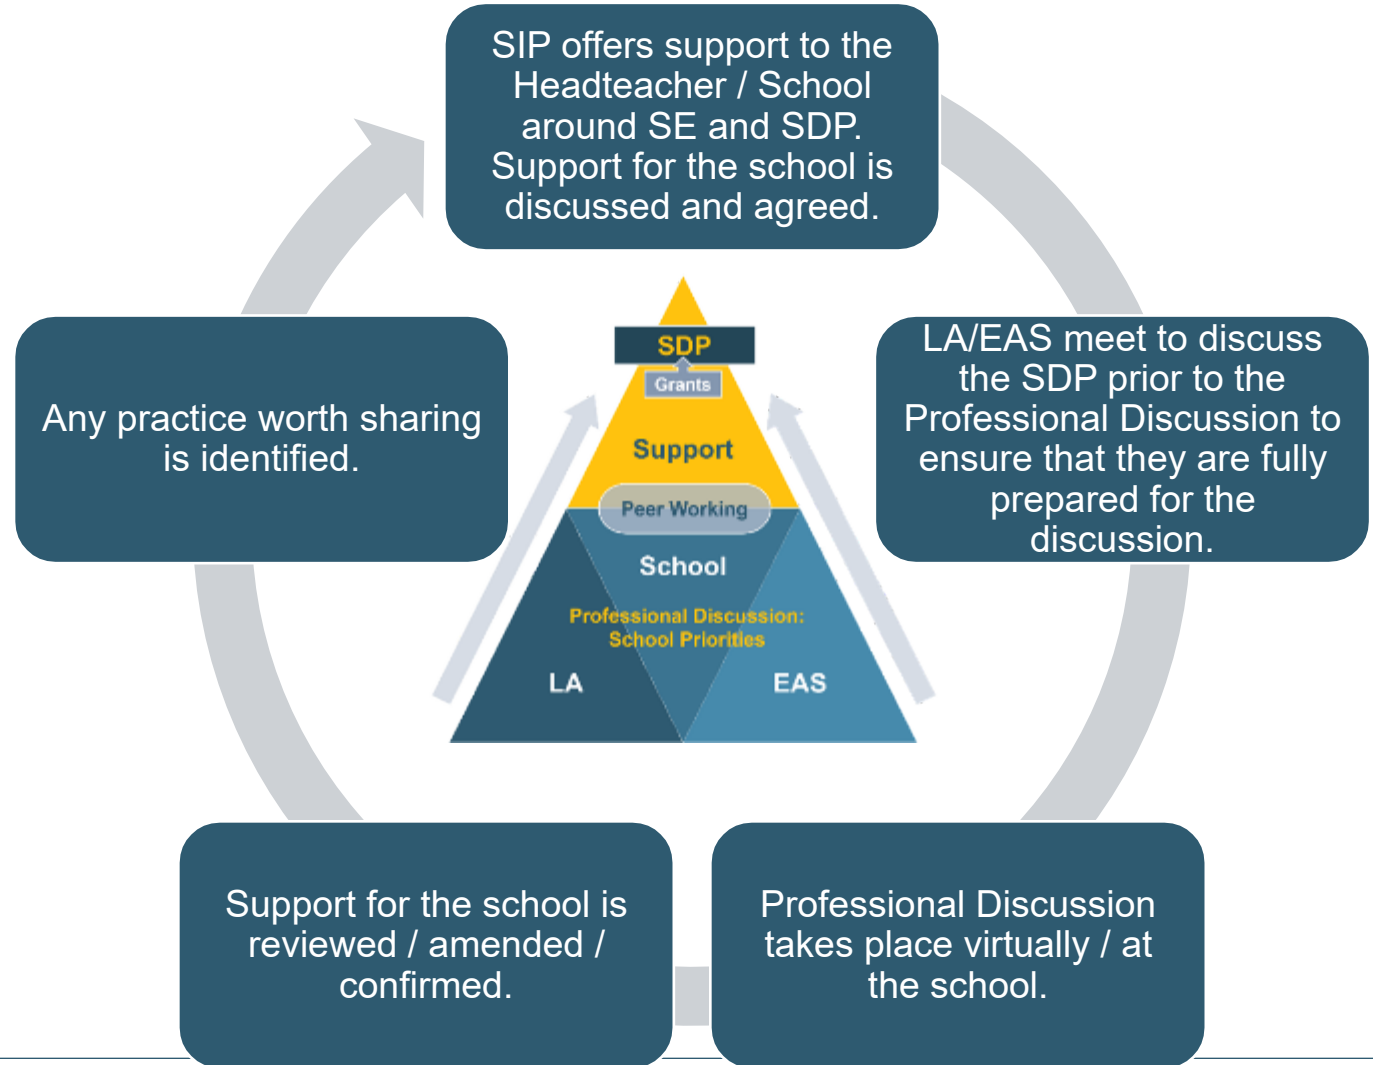 SIP offers support to the
Headteacher / School
around SE and SDP.
Support for the school is
discussed and agreed.
LA/EAS meet to discuss
the SDP prior to the
Professional Discussion to
ensure that they are fully
prepared for the
discussion.
Professional Discussion
takes place virtually / at
the school.
Support for the school is
reviewed / amended /
confirmed.
Any practice worth sharing
is identified.
SDP
Grants
Support
Peer Working
School
Professional Discussion:
School Priorities
LA
EAS